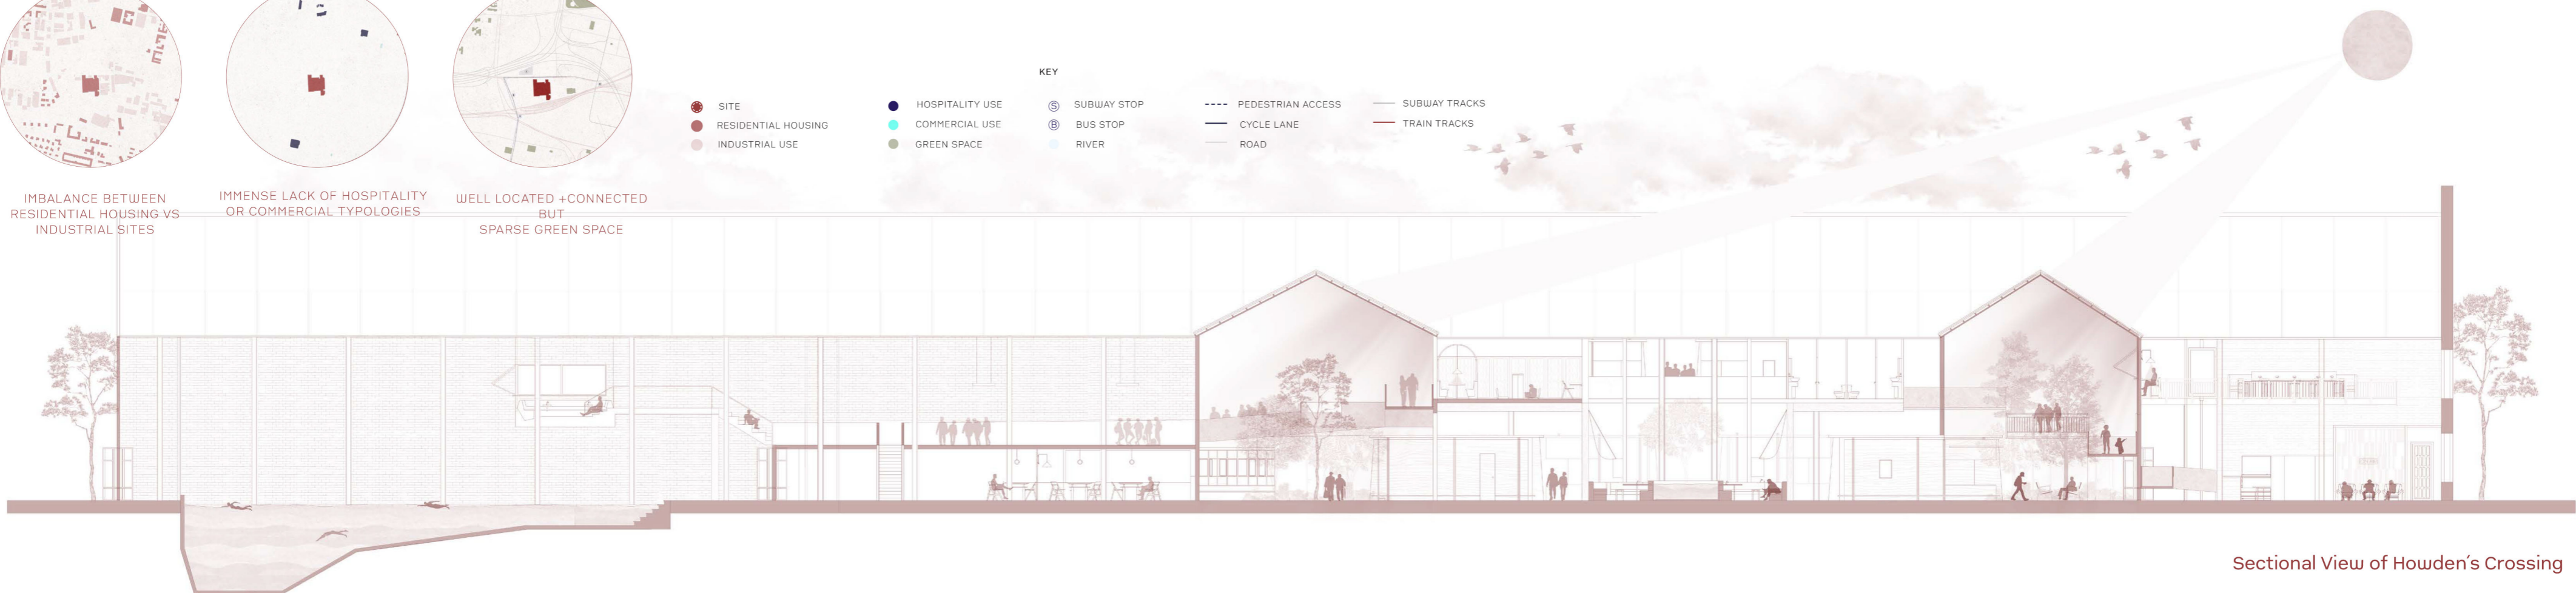 IMBALANCE BETWEEN
RESIDENTIAL HOUSING VS
INDUSTRIAL SITES
IMMENSE LACK OF HOSPITALITY
OR COMMERCIAL TYPOLOGIES
WELL LOCATED +CONNECTED
BUT
SPARSE GREEN SPACE
KEY
SITE
RESIDENTIAL HOUSING
INDUSTRIAL USE
HOSPITALITY USE
COMMERCIAL USE
GREEN SPACE
S SUBWAY STOP
B BUS STOP
RIVER
PEDESTRIAN ACCESS
CYCLE LANE
ROAD
SUBWAY TRACKS
TRAIN TRACKS
Sectional View of Howden's Crossing